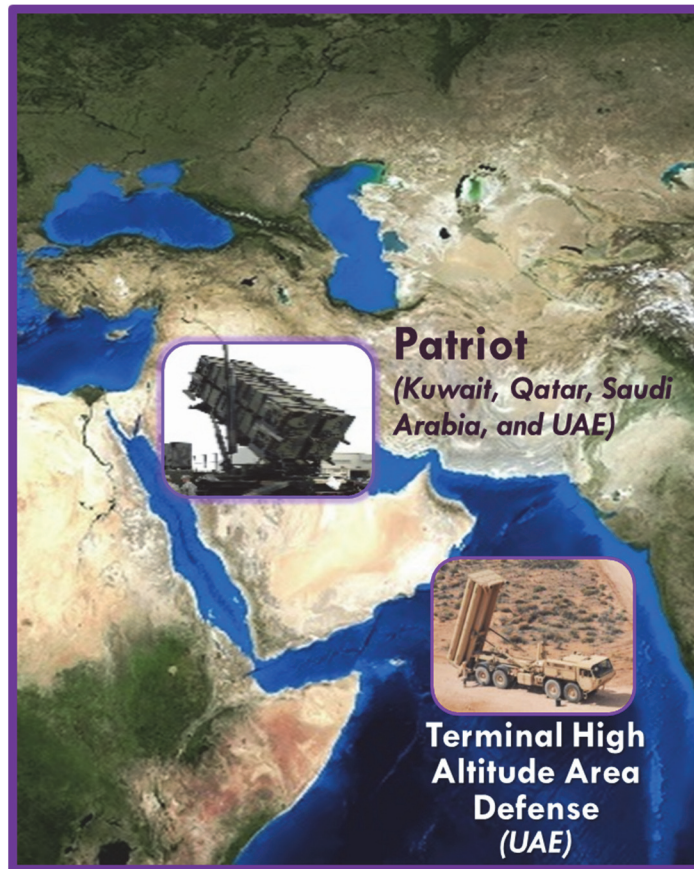 Patriot
(Kuwait, Qatar, Saudi
Arabia, and UAE)
Terminal High
Altitude Area
Defense
(UAE)